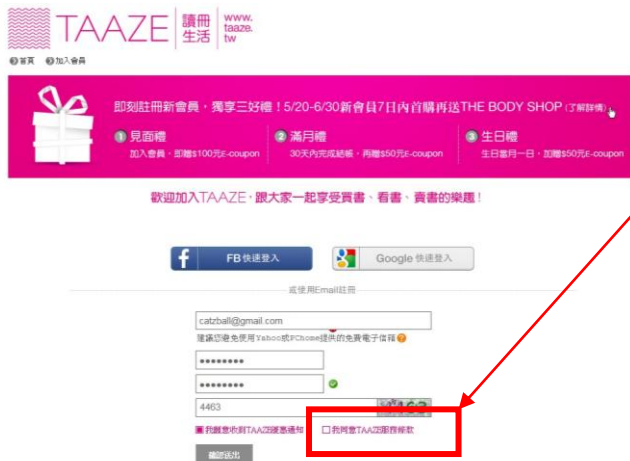 TAAZE 讀冊生活 www.taaze.tw
首頁 加入會員
即刻註冊新會員，獨享三好禮！5/20-6/30新會員7日內首購再送THE BODY SHOP (了解詳情)
1 見面禮 2 滿月禮 3 生日禮
加入會員，即贈$100元E-coupon 30天內完成結帳，再贈$50元E-coupon 生日當月一日，加贈$50元E-coupon
歡迎加入TAAZE，跟大家一起享受買書、看書、賣書的樂趣！
f FB快速登入 Google 快速登入
或使用Email註冊
catzball@gmail.com
建議您避免使用Yahoo或PChome提供的免費電子信箱
4463
我願意收到TAAZE優惠通知 我同意TAAZE服務條款
確認送出